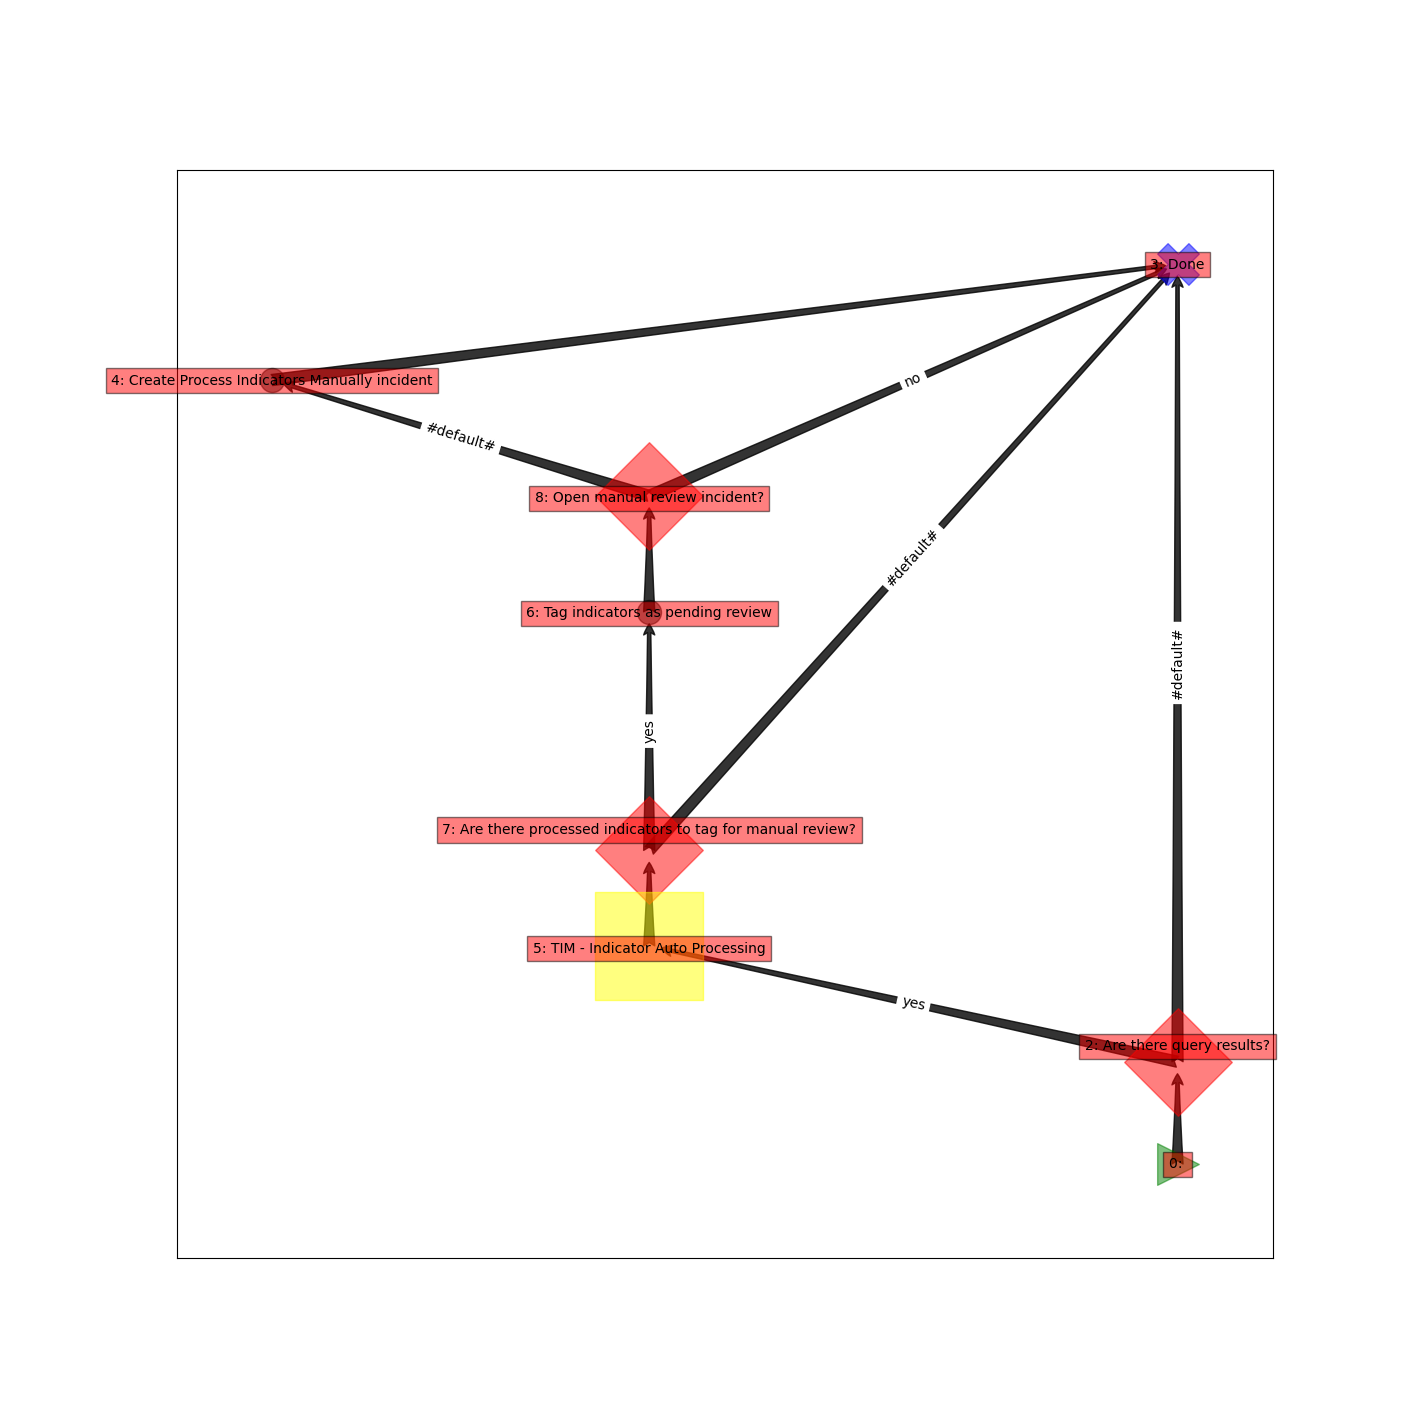 3: Done
4: Create Process Indicators Manually incident
no
#default#
8: Open manual review incident?
#default#
6: Tag indicators as pending review
#default#
yes
7: Are there processed indicators to tag for manual review?
5: TIM - Indicator Auto Processing
yes
2: Are there query results?
0: